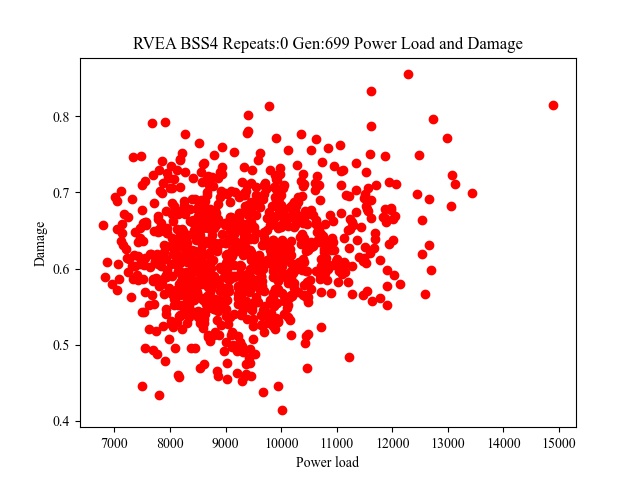 RVEA BSS4 Repeats:0 Gen:699 Power Load and Damage
0.8
0.7
0.6
0.5
0.4
Damage
7000 8000 9000 10000 11000 12000 13000 14000 15000
Power load